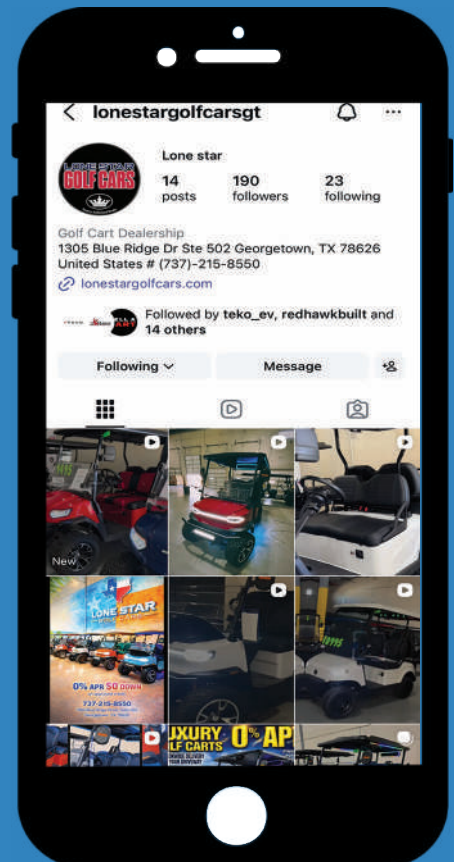 lonestargolfcarsgt
LONE STAR
GOLF CARS
Lone star
14 190 23
posts followers following
Golf Cart Dealership
1305 Blue Ridge Dr Ste 502 Georgetown, TX 78626
United States # (737)-215-8550
lonestargolfcars.com
Followed by teko_ev, redhawkbuilt and
14 others
Following Message
New
LONE STAR
0% APR $0 DOWN
737-215-8550
UXURY 0% AP
LF CARTS